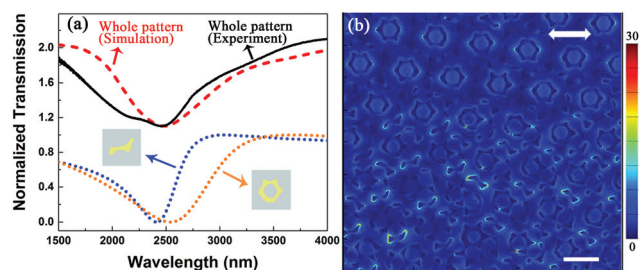 (a)
Whole pattern
(Simulation)
Whole pattern
(Experiment)
Normalized Transmission
2.0
1.6
1.2
0.8
0.4
0.0
1500 2000 2500 3000 3500 4000
Wavelength (nm)
(b)
30
0